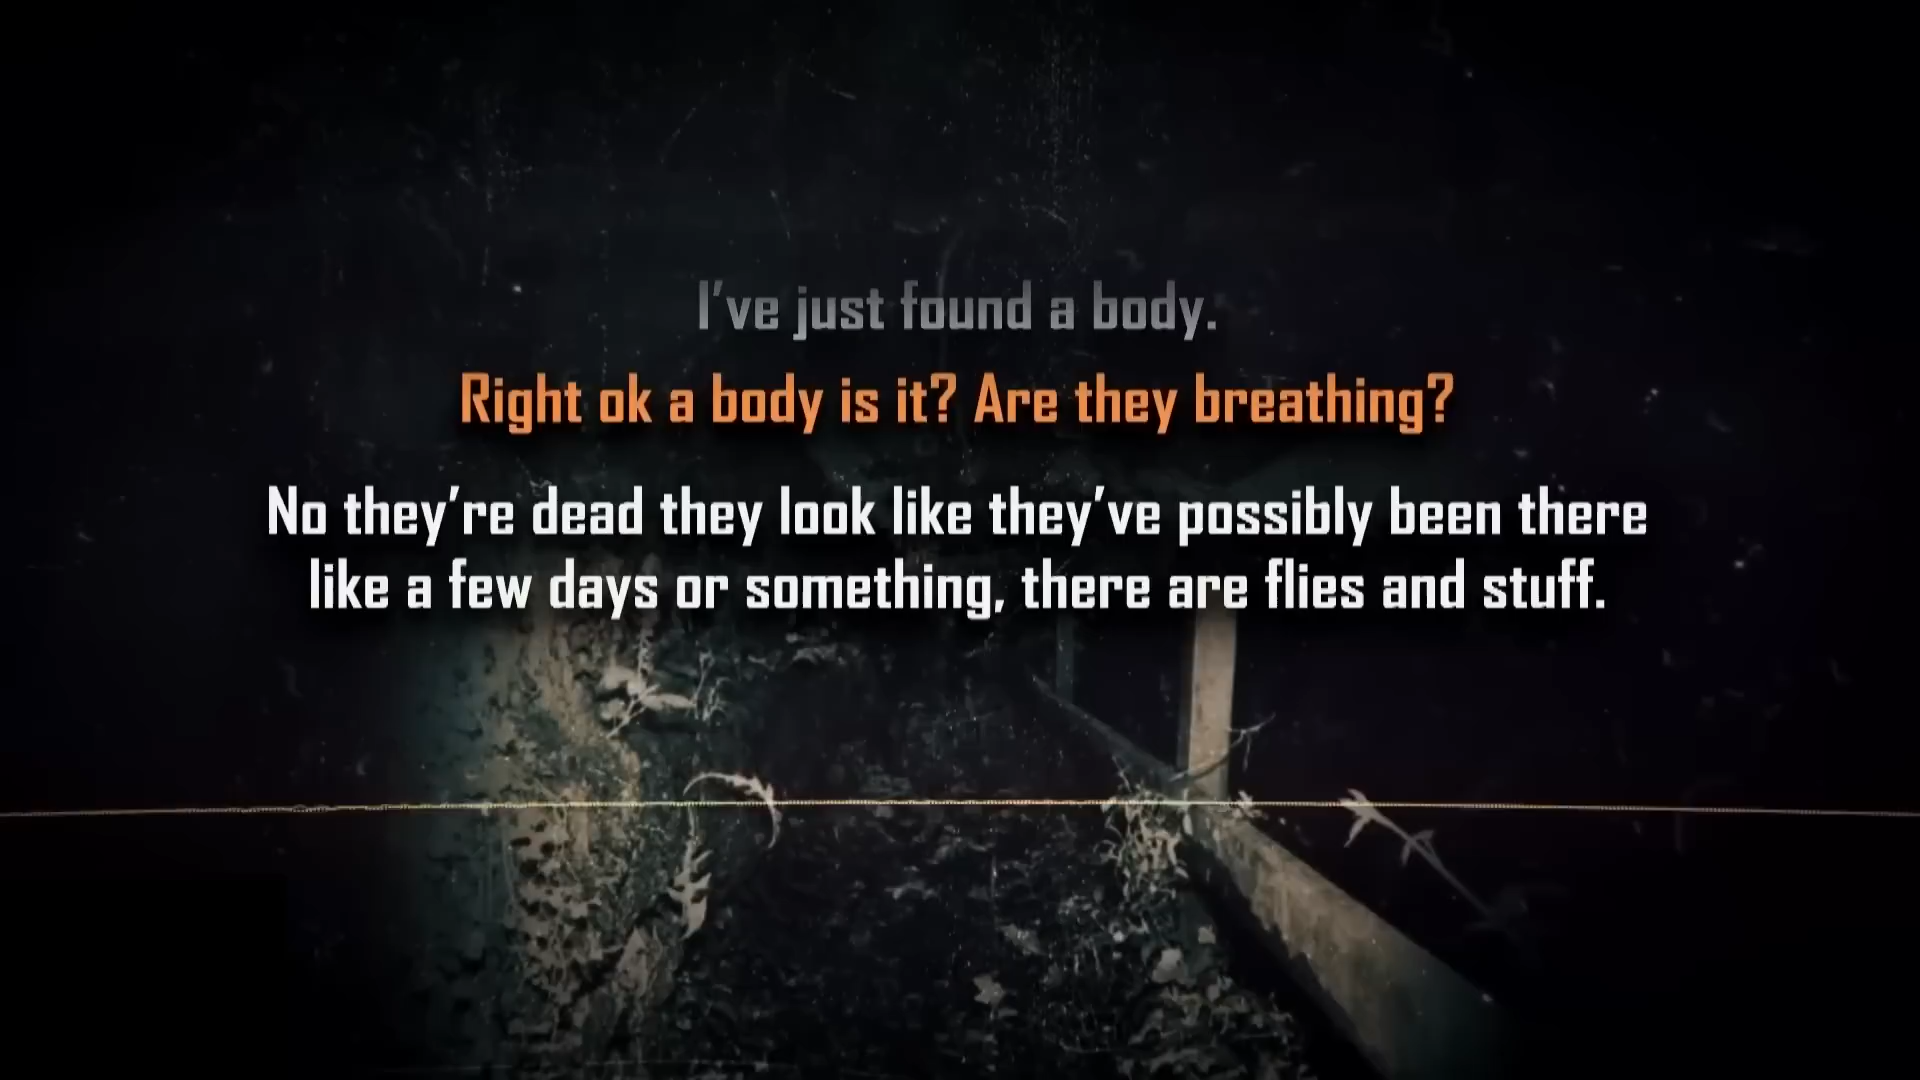 I've just found a body.
Right ok a body is it? Are they breathing?
No they're dead they look like they've possibly been there
like a few days or something, there are flies and stuff.